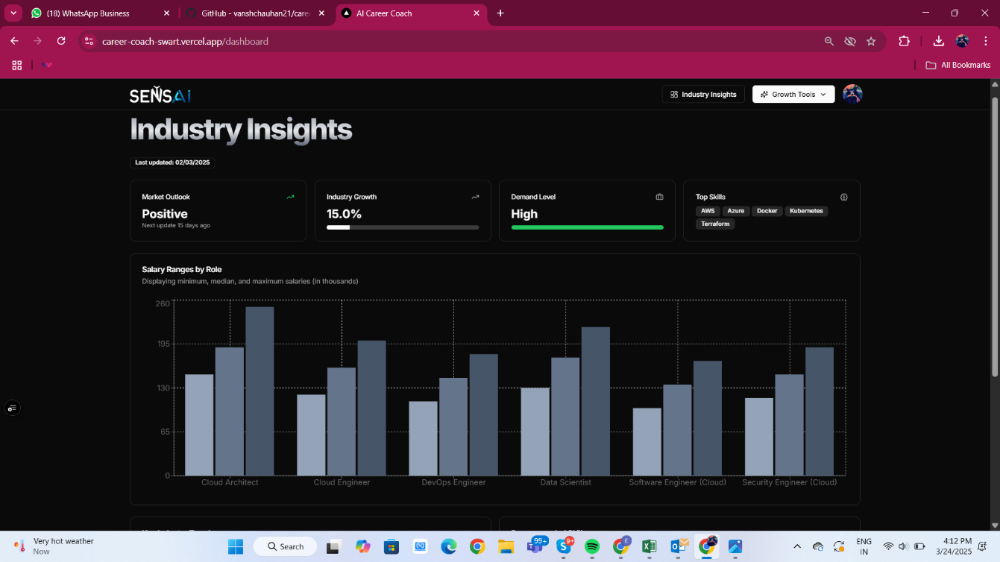 (18) WhatsApp Business
GitHub - vanshchauhan21/caree
AI Career Coach
career-coach-swart.vercel.app/dashboard
All Bookmarks
SENSAi
Industry Insights
Growth Tools
Industry Insights
Last updated: 02/03/2025
Market Outlook
Positive
Next update 15 days ago
Industry Growth
15.0%
Demand Level
High
Top Skills
AWS Azure Docker Kubernetes
Terraform
Salary Ranges by Role
Displaying minimum, median, and maximum salaries (in thousands)
260
195
130
65
0
Cloud Architect Cloud Engineer DevOps Engineer Data Scientist Software Engineer (Cloud) Security Engineer (Cloud)
Very hot weather
Now
Search
99+
9+
E
ENG
IN
4:12 PM
3/24/2025